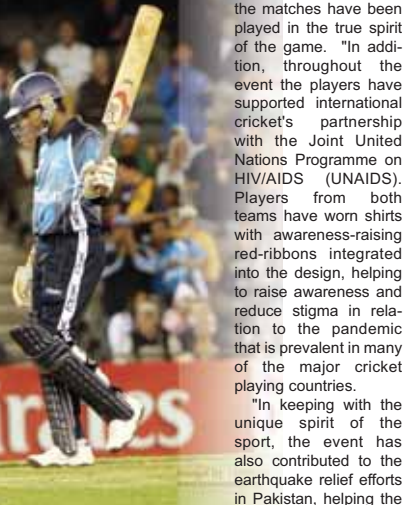 the matches have been
played in the true spirit
of the game. "In addi-
tion, throughout the
event the players have
supported international
cricket's partnership
with the Joint United
Nations Programme on
HIV/AIDS (UNAIDS).
Players from both
teams have worn shirts
with awareness-raising
red-ribbons integrated
into the design, helping
to raise awareness and
reduce stigma in rela-
tion to the pandemic
that is prevalent in many
of the major cricket
playing countries.
"In keeping with the
unique spirit of the
sport, the event has
also contributed to the
earthquake relief efforts
in Pakistan, helping the